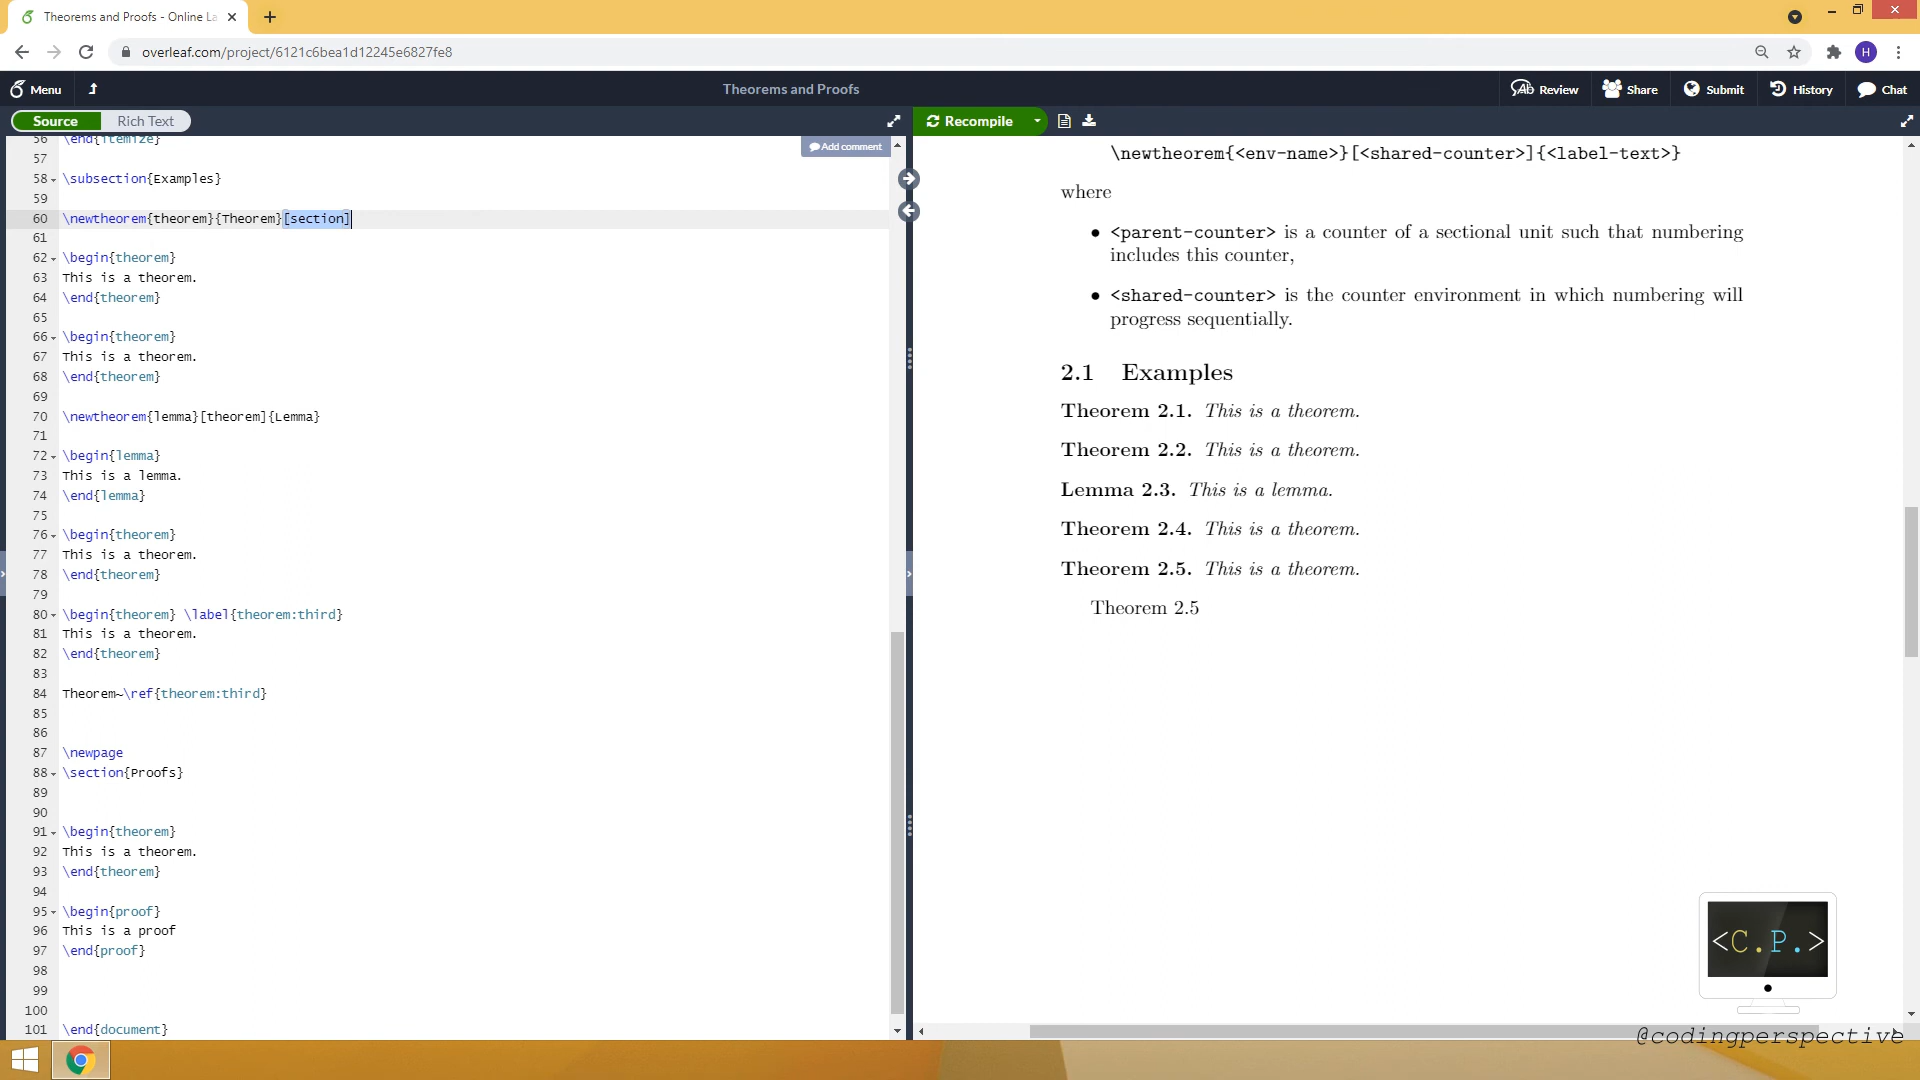 Theorems and Proofs - Online La
overleaf.com/project/6121c6bea1d12245e6827fe8
H
Menu
Theorems and Proofs
Review
Share
Submit
History
Chat
Source
Rich Text
Recompile
Add comment
56 \end{itemize}
57
58 \subsection{Examples}
59
60 \newtheorem{theorem}{Theorem}[section]
61
62 \begin{theorem}
63 This is a theorem.
64 \end{theorem}
65
66 \begin{theorem}
67 This is a theorem.
68 \end{theorem}
69
70 \newtheorem{lemma}[theorem]{Lemma}
71
72 \begin{lemma}
73 This is a lemma.
74 \end{lemma}
75
76 \begin{theorem}
77 This is a theorem.
78 \end{theorem}
79
80 \begin{theorem} \label{theorem:third}
81 This is a theorem.
82 \end{theorem}
83
84 Theorem~\ref{theorem:third}
85
86
87 \newpage
88 \section{Proofs}
89
90
91 \begin{theorem}
92 This is a theorem.
93 \end{theorem}
94
95 \begin{proof}
96 This is a proof
97 \end{proof}
98
99
100
101 \end{document}
\newtheorem{<env-name>}[<shared-counter>]{<label-text>}
where
• <parent-counter> is a counter of a sectional unit such that numbering
includes this counter,
• <shared-counter> is the counter environment in which numbering will
progress sequentially.
2.1 Examples
Theorem 2.1. This is a theorem.
Theorem 2.2. This is a theorem.
Lemma 2.3. This is a lemma.
Theorem 2.4. This is a theorem.
Theorem 2.5. This is a theorem.
Theorem 2.5
<C.P.>
@codingperspective